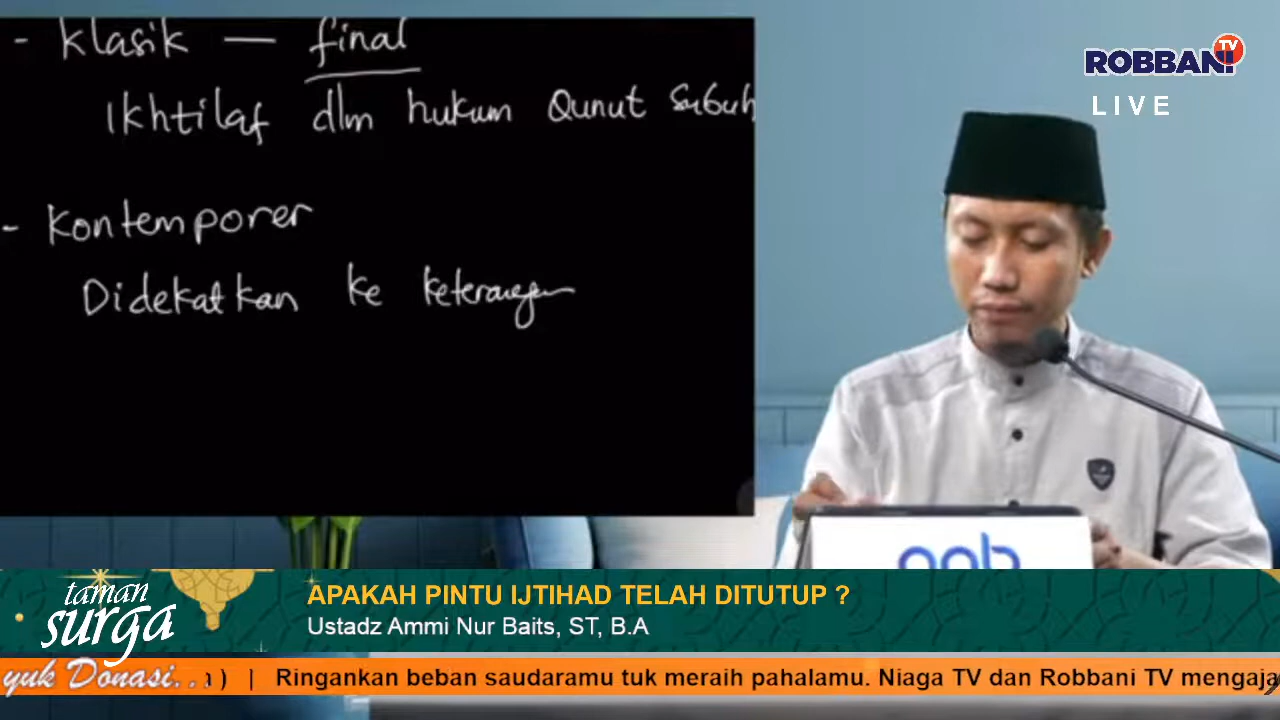 - Klasik — final
Ikhtilaf dlm hukum Qunut Subuh
- Kontemporer
Didekatkan ke keterangan
ROBBANI TV
LIVE
taman surga
APAKAH PINTU IJTIHAD TELAH DITUTUP ?
Ustadz Ammi Nur Baits, ST, B.A
yuk Donasi. . . ) | Ringankan beban saudaramu tuk meraih pahalamu. Niaga TV dan Robbani TV mengaja